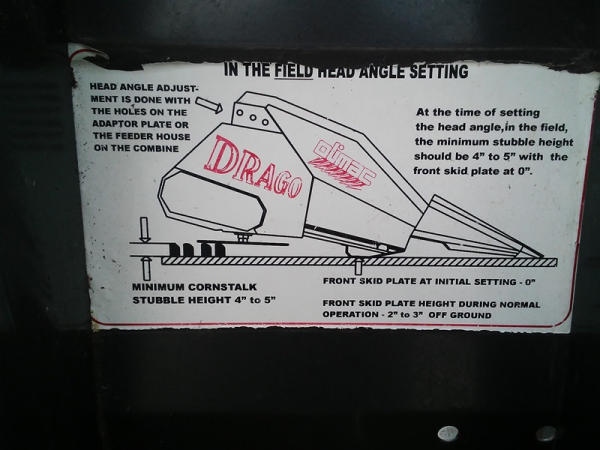 IN THE FIELD HEAD ANGLE SETTING
HEAD ANGLE ADJUST-
MENT IS DONE WITH
THE HOLES ON THE
ADAPTOR PLATE OR
THE FEEDER HOUSE
ON THE COMBINE
At the time of setting
the head angle,in the field,
the minimum stubble height
should be 4" to 5" with the
front skid plate at 0".
DRAGO
olimac
MINIMUM CORNSTALK
STUBBLE HEIGHT 4" to 5"
FRONT SKID PLATE AT INITIAL SETTING - 0"
FRONT SKID PLATE HEIGHT DURING NORMAL
OPERATION - 2" to 3" OFF GROUND